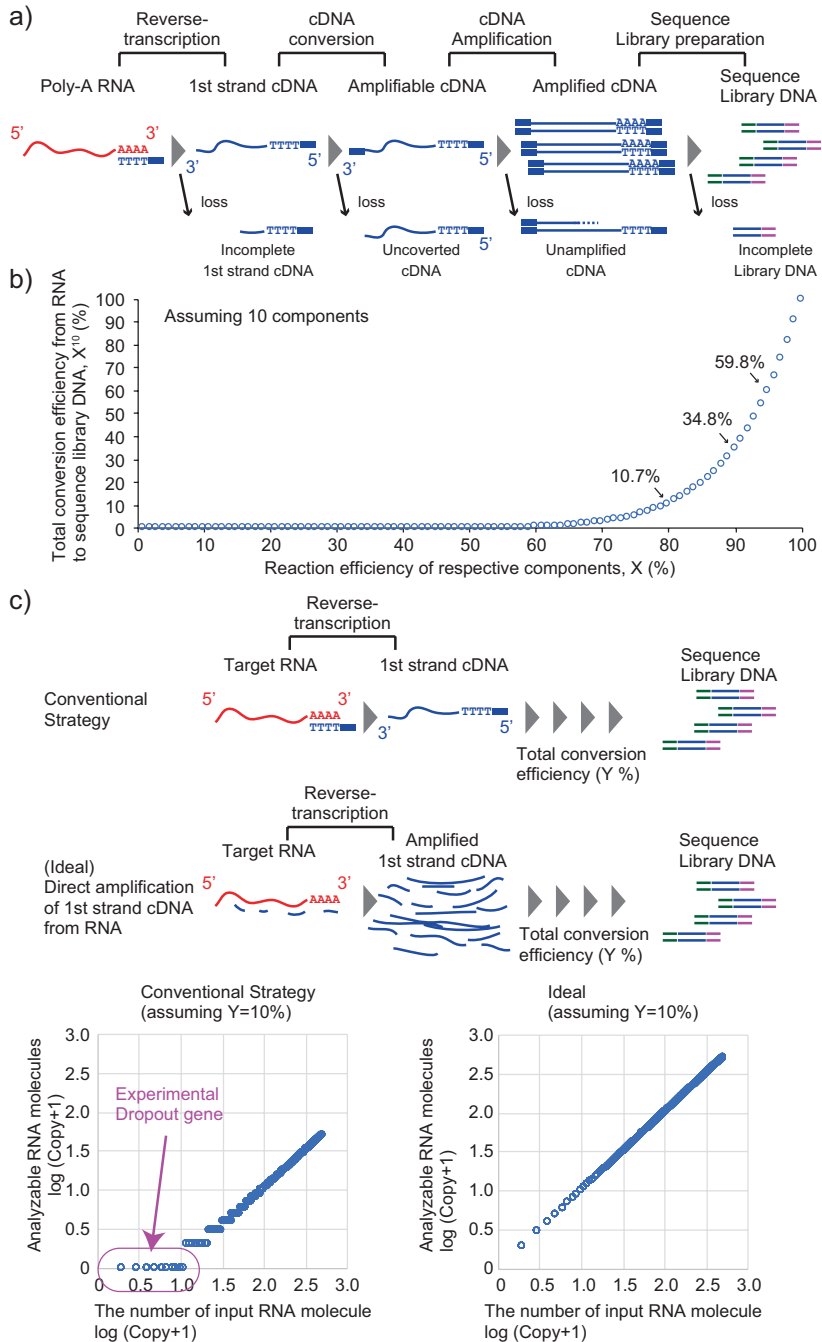 a)
Reverse-
transcription
cDNA
conversion
cDNA
Amplification
Sequence
Library preparation
Poly-A RNA
1st strand cDNA
Amplifiable cDNA
Amplified cDNA
Sequence
Library DNA
5’
3’
AAAA
TTTT
3’
TTTT
5’
3’
TTTT
5’
AAAA
TTTT
AAAA
TTTT
AAAA
TTTT
loss
loss
loss
loss
TTTT
Incomplete
1st strand cDNA
TTTT
5’
Uncoverted
cDNA
TTTT
Unamplified
cDNA
Incomplete
Library DNA
b)
Total conversion efficiency from RNA
to sequence library DNA, X¹⁰ (%)
100
90
80
70
60
50
40
30
20
10
0
Assuming 10 components
59.8%
34.8%
10.7%
0 10 20 30 40 50 60 70 80 90 100
Reaction efficiency of respective components, X (%)
c)
Reverse-
transcription
Target RNA
1st strand cDNA
Sequence
Library DNA
Conventional
Strategy
5’
3’
AAAA
TTTT
3’
TTTT
5’
Total conversion
efficiency (Y %)
Reverse-
transcription
(Ideal)
Direct amplification
of 1st strand cDNA
from RNA
Target RNA
Amplified
1st strand cDNA
Sequence
Library DNA
5’
3’
AAAA
Total conversion
efficiency (Y %)
Conventional Strategy
(assuming Y=10%)
Analyzable RNA molecules
log (Copy+1)
3.0
2.5
2.0
1.5
1.0
0.5
0
Experimental
Dropout gene
0 0.5 1.0 1.5 2.0 2.5 3.0
The number of input RNA molecule
log (Copy+1)
Ideal
(assuming Y=10%)
Analyzable RNA molecules
log (Copy+1)
3.0
2.5
2.0
1.5
1.0
0.5
0
0 0.5 1.0 1.5 2.0 2.5 3.0
The number of input RNA molecule
log (Copy+1)